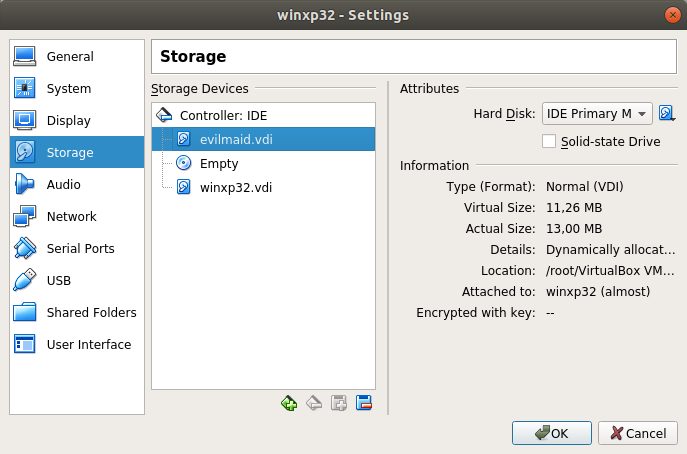 winxp32 - Settings
General
System
Display
Storage
Audio
Network
Serial Ports
USB
Shared Folders
User Interface
Storage
Storage Devices
Controller: IDE
evilmaid.vdi
Empty
winxp32.vdi
Attributes
Hard Disk: IDE Primary M
Solid-state Drive
Information
Type (Format): Normal (VDI)
Virtual Size: 11,26 MB
Actual Size: 13,00 MB
Details: Dynamically allocat...
Location: /root/VirtualBox VM...
Attached to: winxp32 (almost)
Encrypted with key: --
OK
Cancel